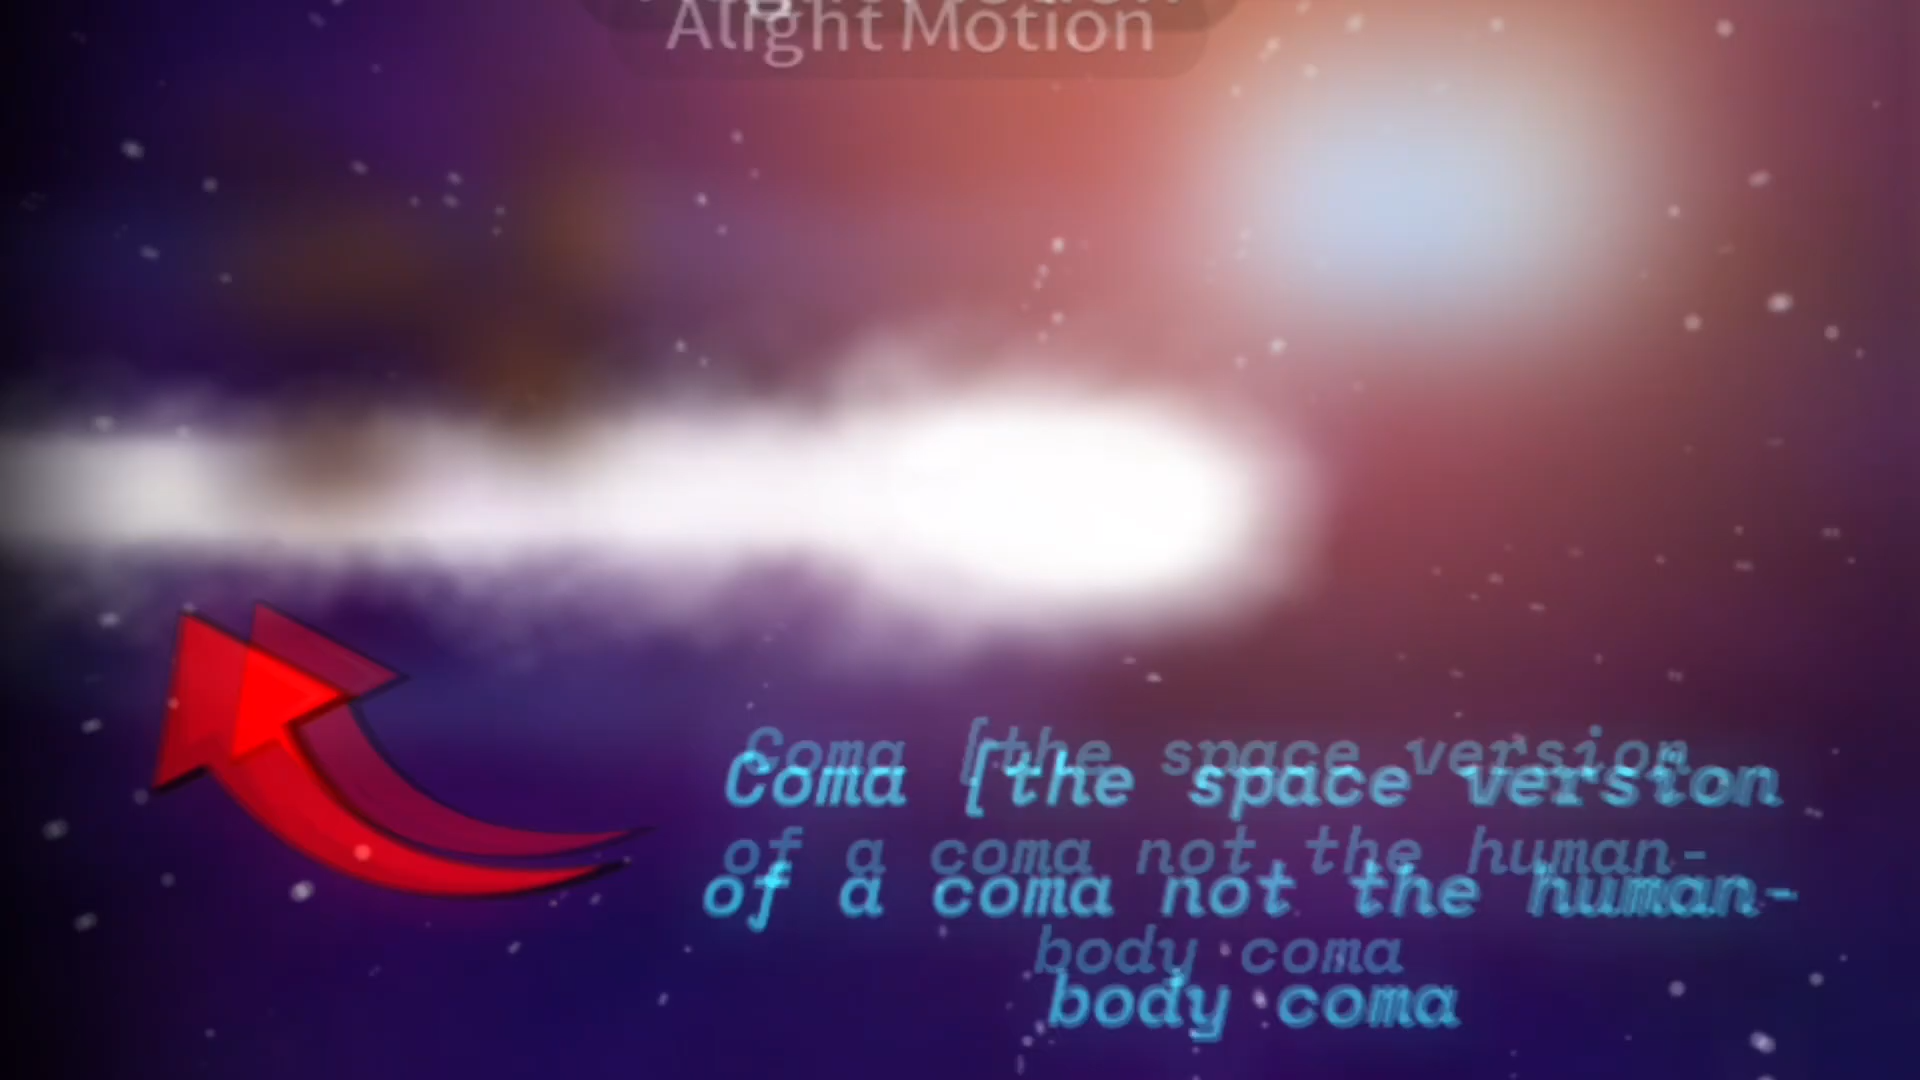 Alight Motion
Coma [the space version
of a coma not the human-
body coma